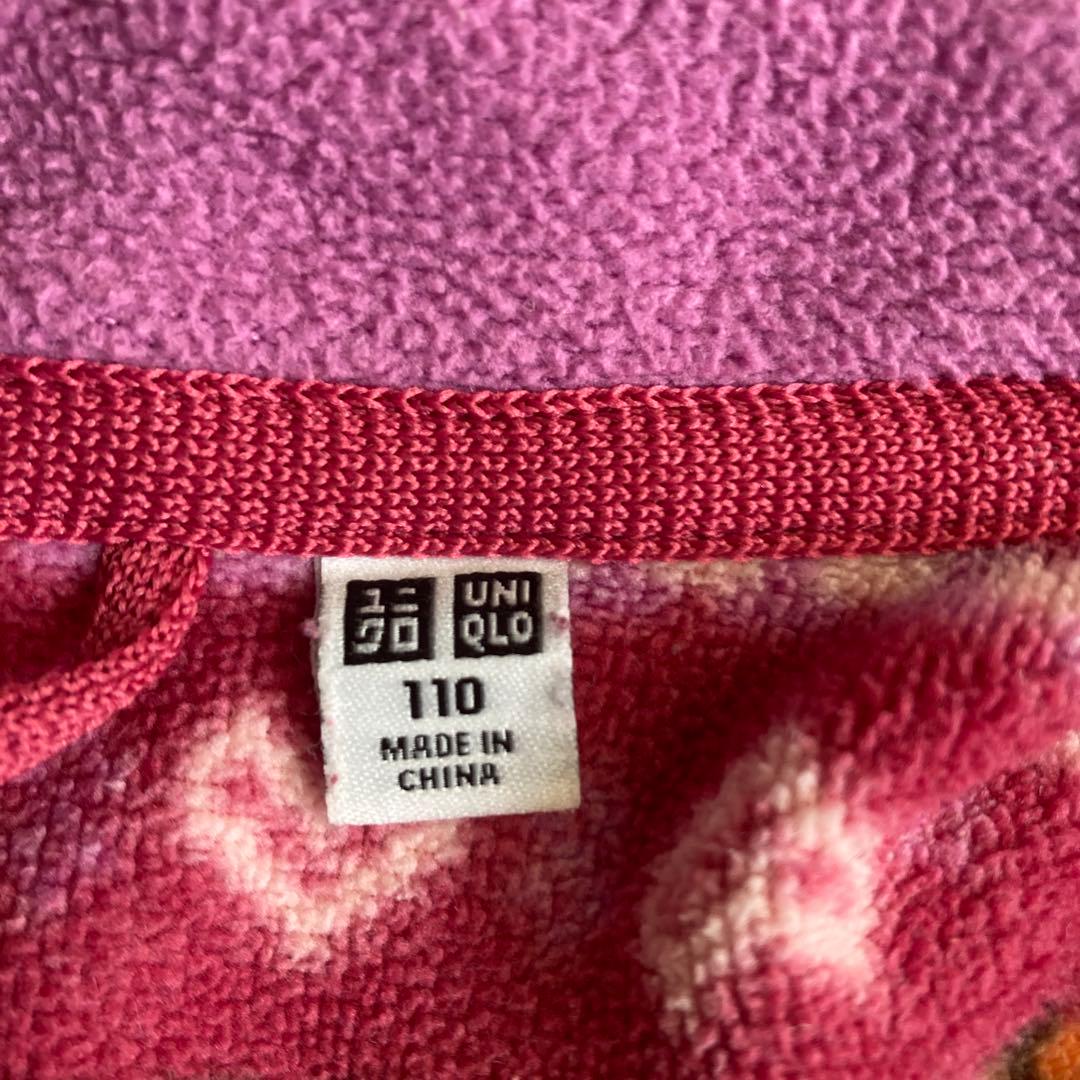 ユニ UNI
クロ QLO
110
MADE IN
CHINA